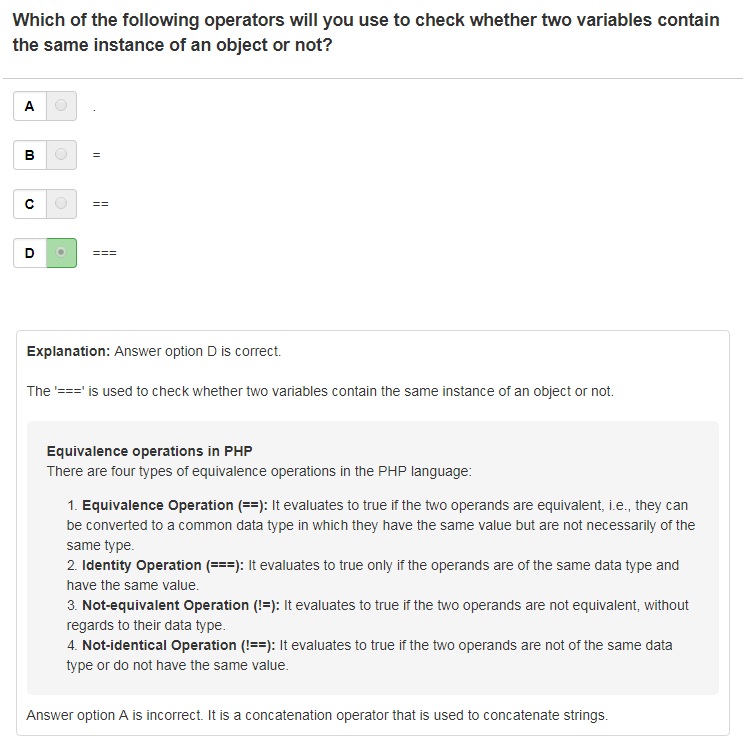 Which of the following operators will you use to check whether two variables contain
the same instance of an object or not?
A .
B =
C ==
D ===
Explanation: Answer option D is correct.
The '===' is used to check whether two variables contain the same instance of an object or not.
Equivalence operations in PHP
There are four types of equivalence operations in the PHP language:
1. Equivalence Operation (==): It evaluates to true if the two operands are equivalent, i.e., they can
be converted to a common data type in which they have the same value but are not necessarily of the
same type.
2. Identity Operation (===): It evaluates to true only if the operands are of the same data type and
have the same value.
3. Not-equivalent Operation (!=): It evaluates to true if the two operands are not equivalent, without
regards to their data type.
4. Not-identical Operation (!==): It evaluates to true if the two operands are not of the same data
type or do not have the same value.
Answer option A is incorrect. It is a concatenation operator that is used to concatenate strings.